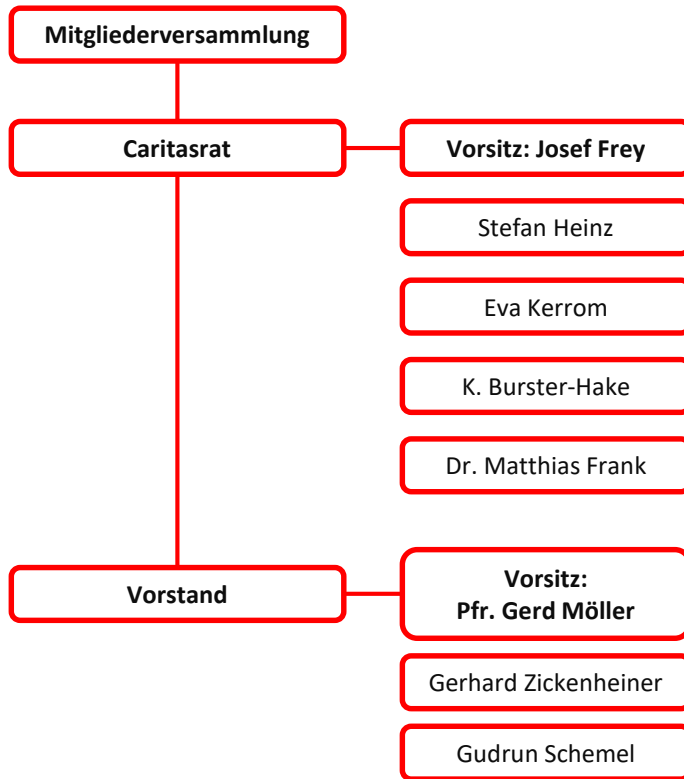 Mitgliederversammlung
Caritasrat
Vorsitz: Josef Frey
Stefan Heinz
Eva Kerrom
K. Burster-Hake
Dr. Matthias Frank
Vorstand
Vorsitz:
Pfr. Gerd Möller
Gerhard Zickenheiner
Gudrun Schemel